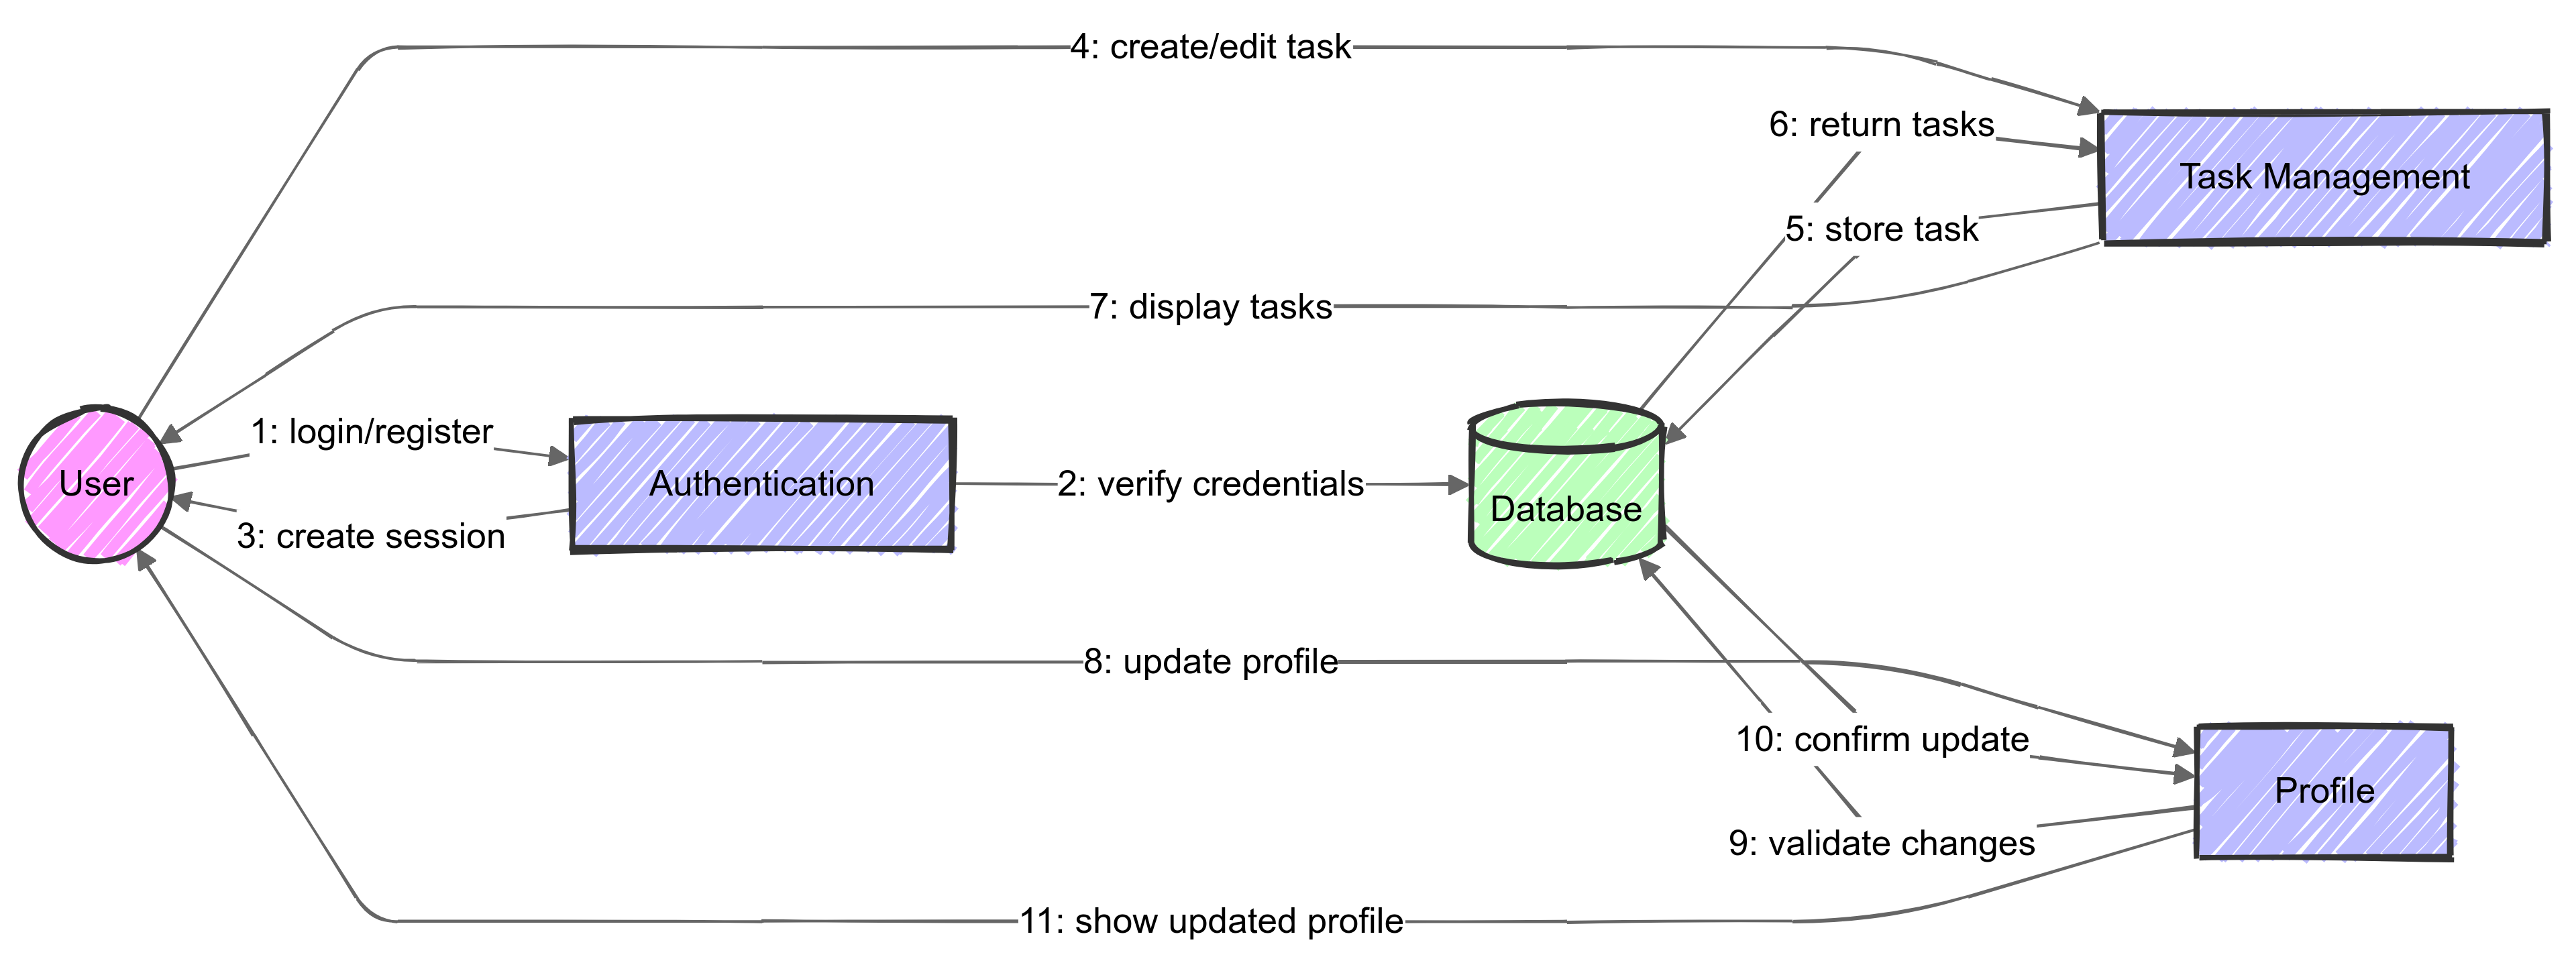 4: create/edit task
6: return tasks
Task Management
5: store task
7: display tasks
1: login/register
User
Authentication
2: verify credentials
Database
3: create session
8: update profile
10: confirm update
Profile
9: validate changes
11: show updated profile